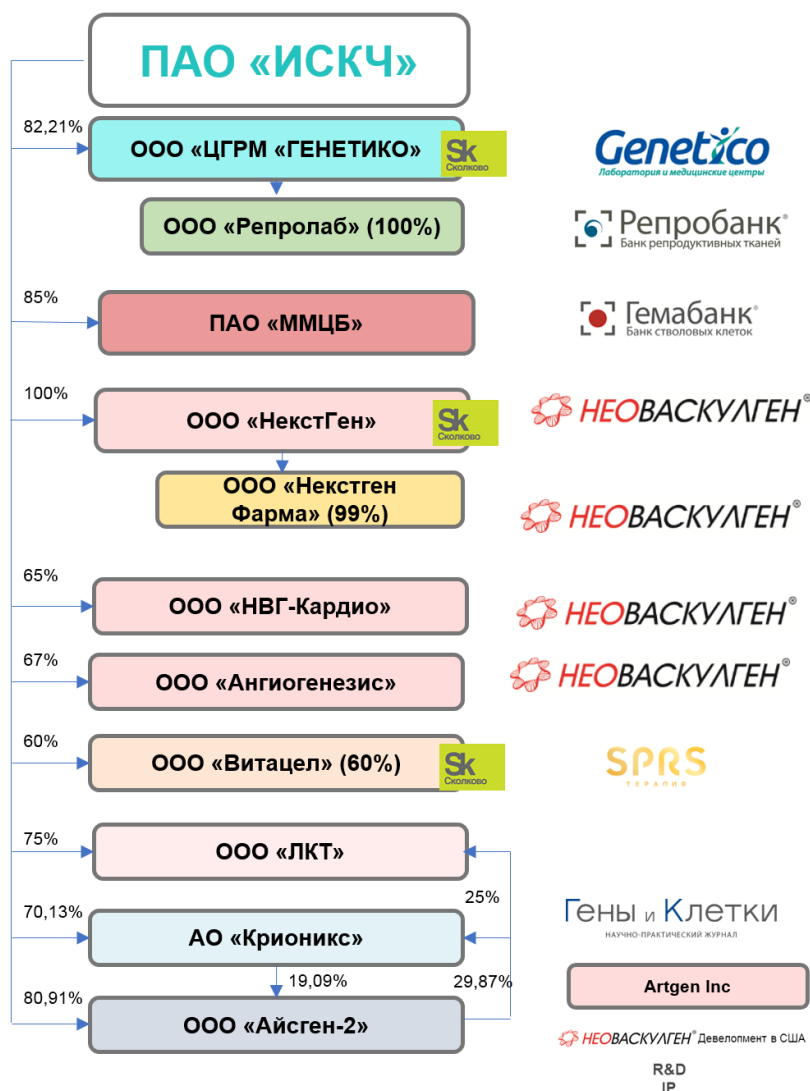 ПАО «ИСКЧ»
82,21%
ООО «ЦГРМ «ГЕНЕТИКО»
Sk
Сколково
Genetico
Лаборатория и медицинские центры
ООО «Репролаб» (100%)
Репробанк®
Банк репродуктивных тканей
85%
ПАО «ММЦБ»
Гемабанк®
Банк стволовых клеток
100%
ООО «НекстГен»
Sk
Сколково
НЕОВАСКУЛГЕН®
ООО «Некстген
Фарма» (99%)
НЕОВАСКУЛГЕН®
65%
ООО «НВГ-Кардио»
НЕОВАСКУЛГЕН®
67%
ООО «Ангиогенезис»
НЕОВАСКУЛГЕН®
60%
ООО «Витацел» (60%)
Sk
Сколково
SPRS
ТЕРАПИЯ
75%
ООО «ЛКТ»
25%
70,13%
АО «Крионикс»
Гены и Клетки
НАУЧНО-ПРАКТИЧЕСКИЙ ЖУРНАЛ
19,09%
29,87%
80,91%
ООО «Айсген-2»
Artgen Inc
НЕОВАСКУЛГЕН® Девелопмент в США
R&D
IP